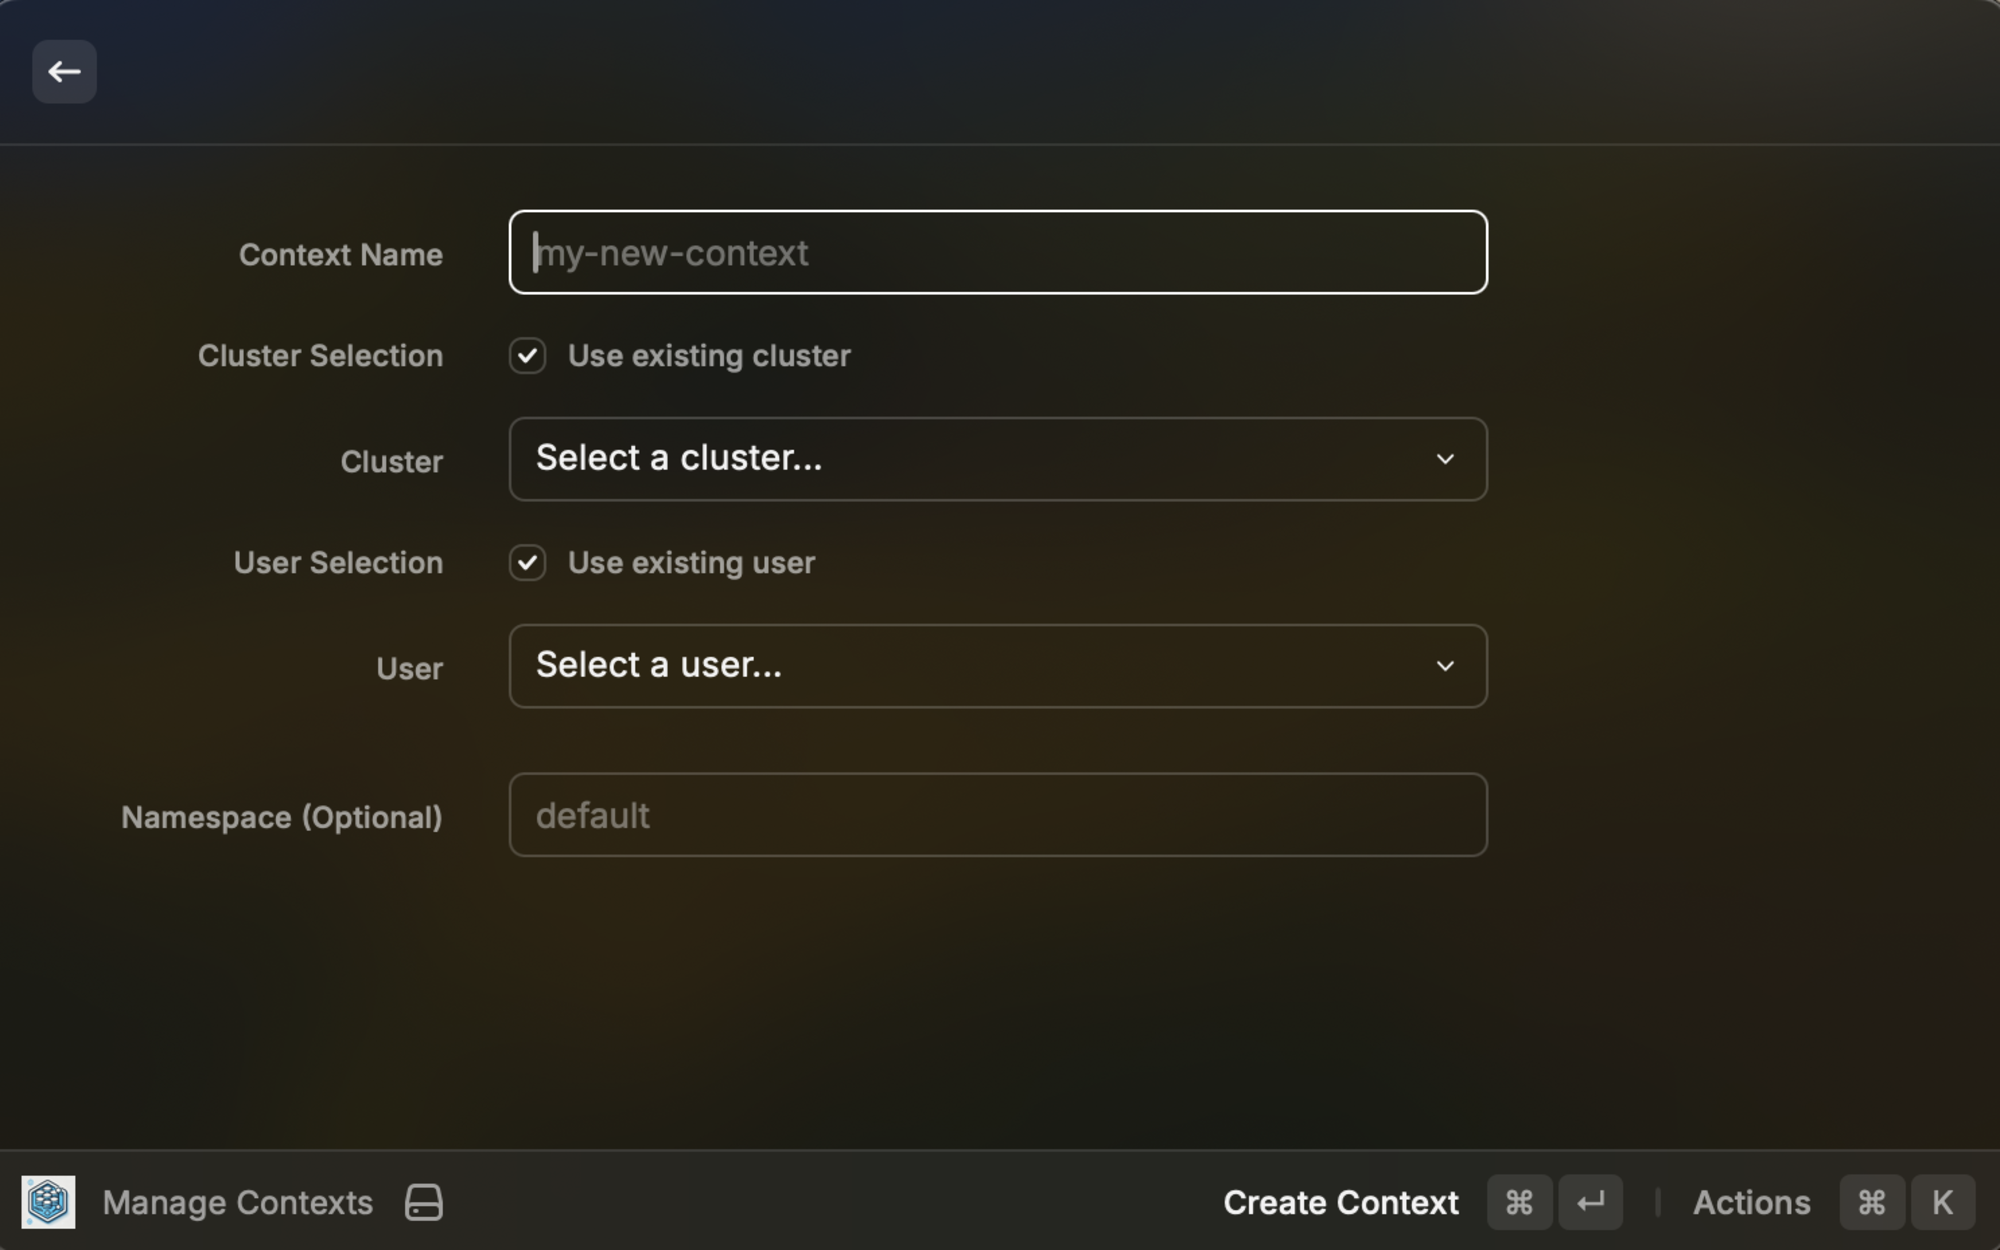 Context Name my-new-context
Cluster Selection Use existing cluster
Cluster Select a cluster...
User Selection Use existing user
User Select a user...
Namespace (Optional) default
Manage Contexts Create Context ⌘ ↵ Actions ⌘ K